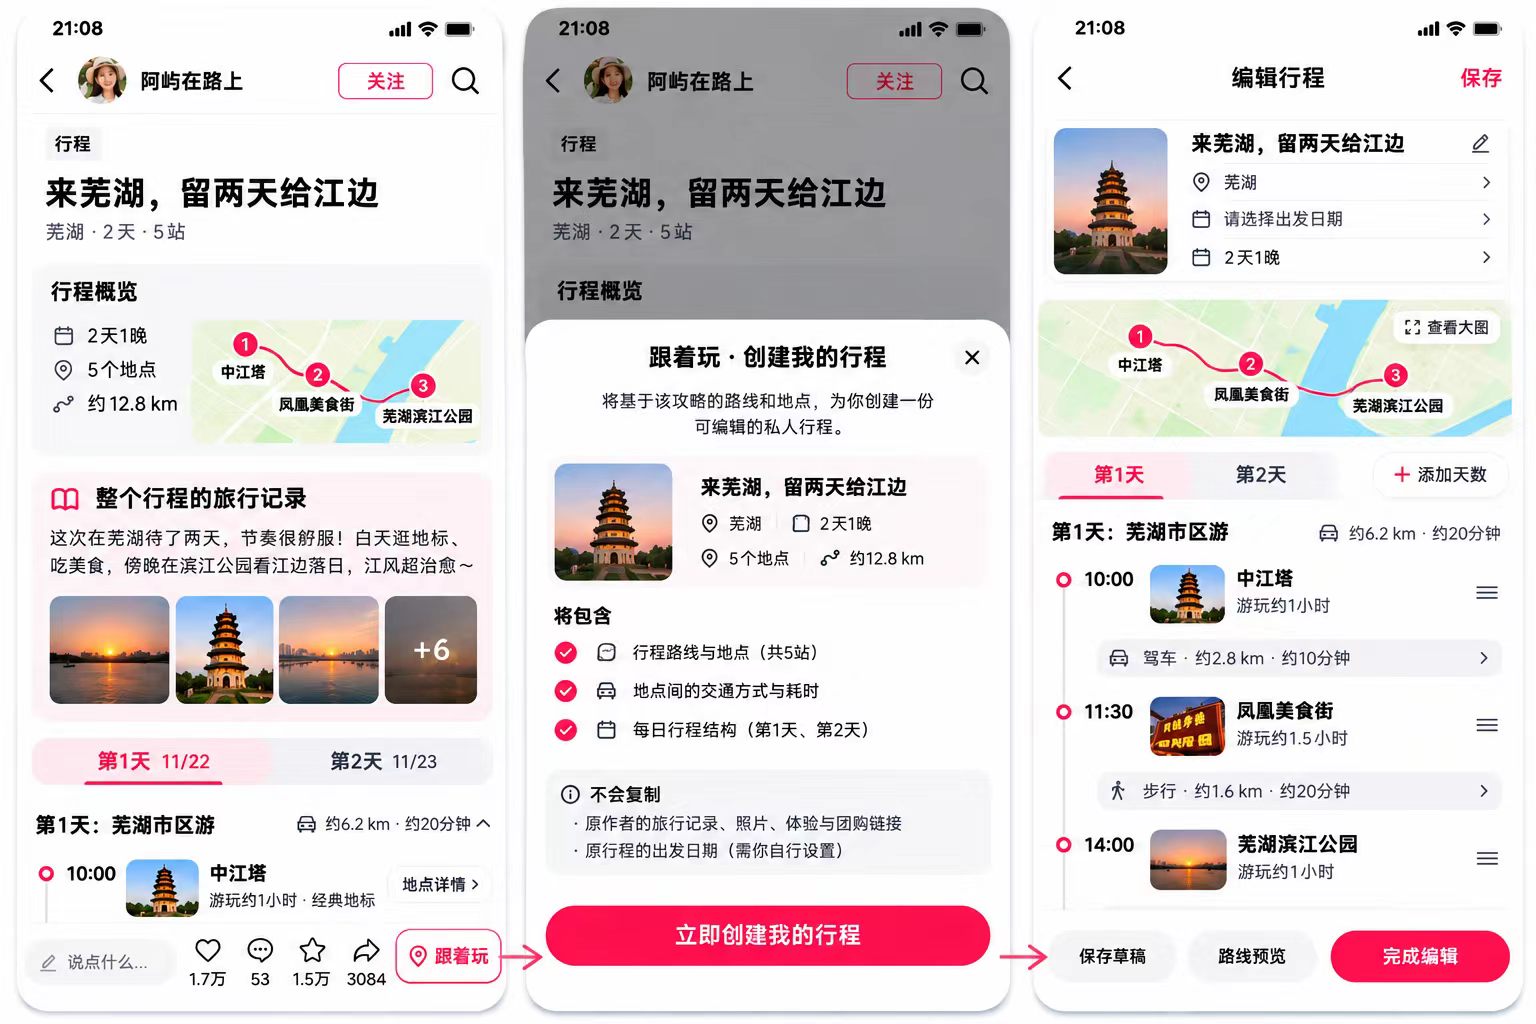 21:08
阿屿在路上
关注
行程
来芜湖，留两天给江边
芜湖 · 2天 · 5站
行程概览
2天1晚
5个地点
约12.8 km
1
中江塔
2
凤凰美食街
3
芜湖滨江公园
整个行程的旅行记录
这次在芜湖待了两天，节奏很舒服！白天逛地标、
吃美食，傍晚在滨江公园看江边落日，江风超治愈～
+6
第1天 11/22
第2天 11/23
第1天：芜湖市区游
约6.2 km · 约20分钟
10:00
中江塔
游玩约1小时 · 经典地标
地点详情
说点什么...
1.7万
53
1.5万
3084
跟着玩
21:08
阿屿在路上
关注
行程
来芜湖，留两天给江边
芜湖 · 2天 · 5站
行程概览
跟着玩 · 创建我的行程
将基于该攻略的路线和地点，为你创建一份
可编辑的私人行程。
来芜湖，留两天给江边
芜湖
2天1晚
5个地点
约12.8 km
将包含
行程路线与地点（共5站）
地点间的交通方式与耗时
每日行程结构（第1天、第2天）
不会复制
· 原作者的旅行记录、照片、体验与团购链接
· 原行程的出发日期（需你自行设置）
立即创建我的行程
21:08
编辑行程
保存
来芜湖，留两天给江边
芜湖
请选择出发日期
2天1晚
查看大图
1
中江塔
2
凤凰美食街
3
芜湖滨江公园
第1天
第2天
+ 添加天数
第1天：芜湖市区游
约6.2 km · 约20分钟
10:00
中江塔
游玩约1小时
驾车 · 约2.8 km · 约10分钟
11:30
凤凰美食街
游玩约1.5小时
步行 · 约1.6 km · 约20分钟
14:00
芜湖滨江公园
游玩约1小时
保存草稿
路线预览
完成编辑